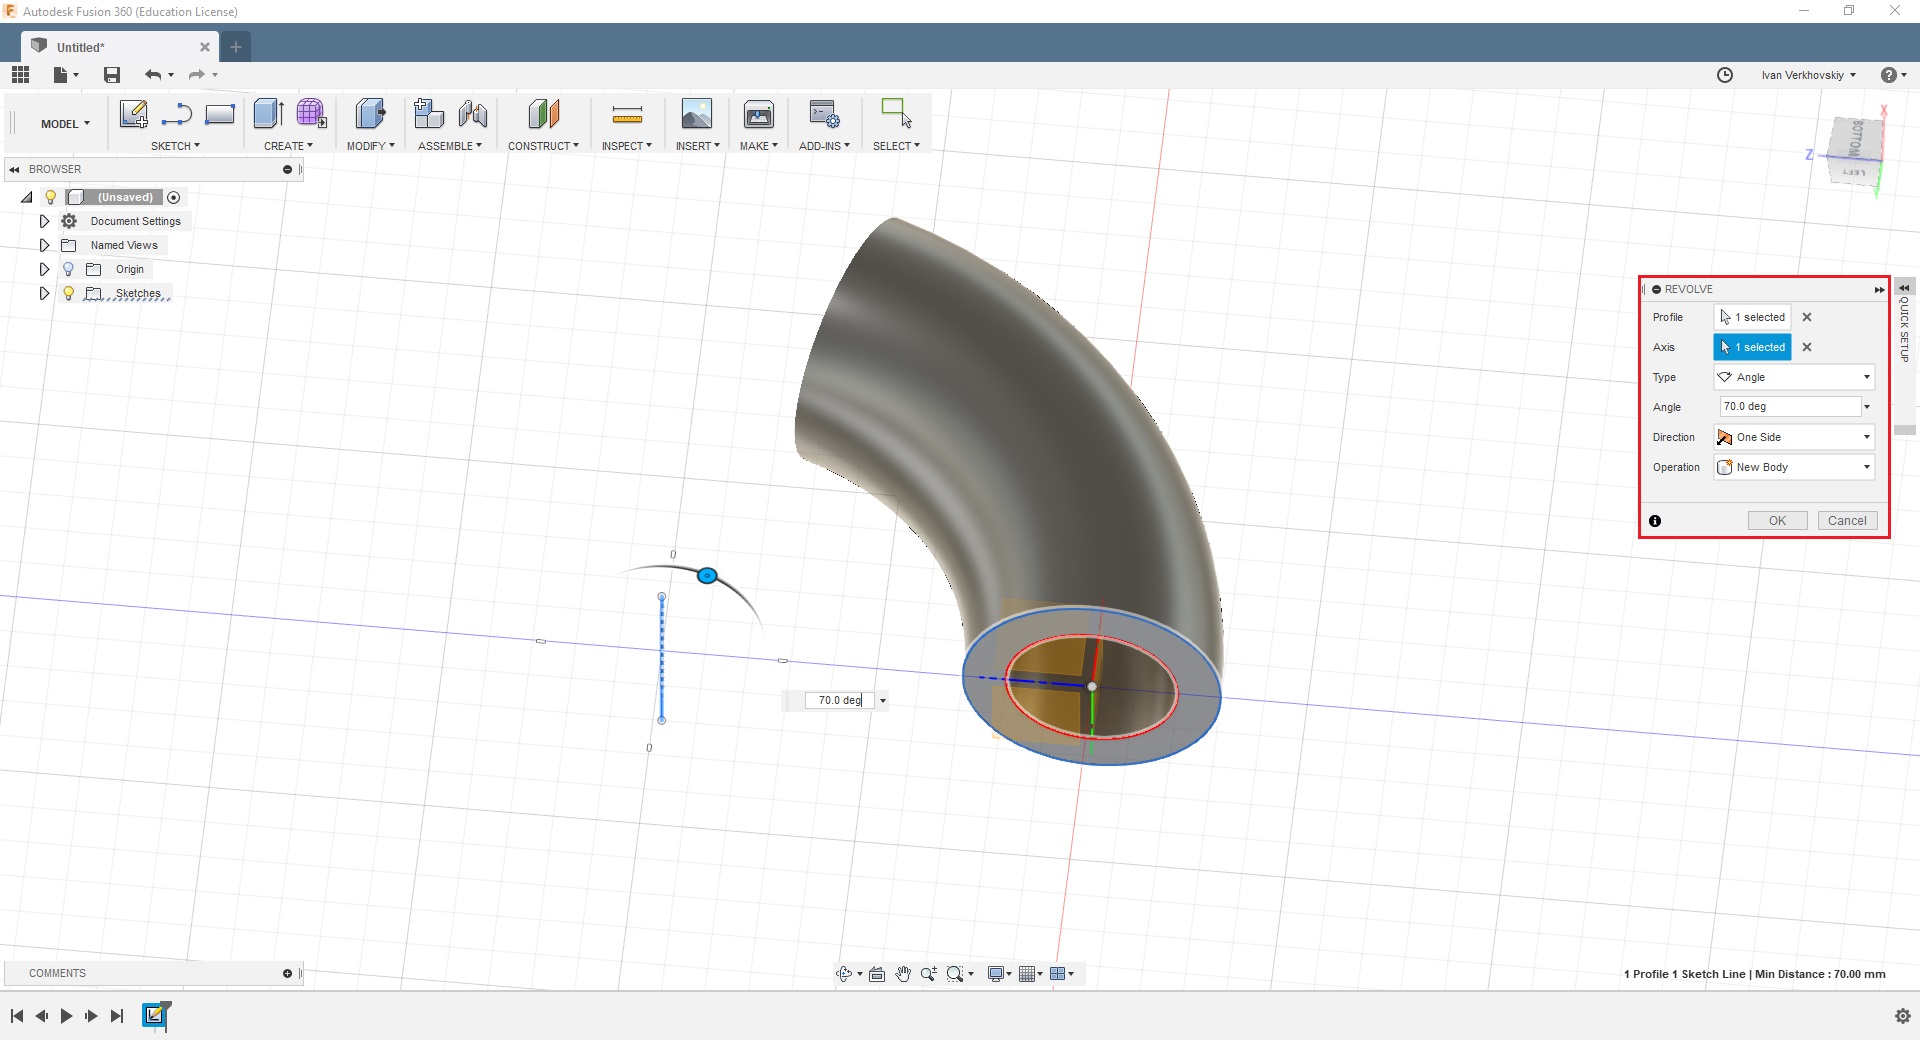 Autodesk Fusion 360 (Education License)
Untitled*
Ivan Verkhovskiy
MODEL
SKETCH
CREATE
MODIFY
ASSEMBLE
CONSTRUCT
INSPECT
INSERT
MAKE
ADD-INS
SELECT
X
BOTTOM
Z
LEFT
BROWSER
(Unsaved)
Document Settings
Named Views
Origin
Sketches
REVOLVE
Profile 1 selected
Axis 1 selected
Type Angle
Angle 70.0 deg
Direction One Side
Operation New Body
OK Cancel
QUICK SETUP
70.0 deg
COMMENTS
1 Profile 1 Sketch Line | Min Distance : 70.00 mm